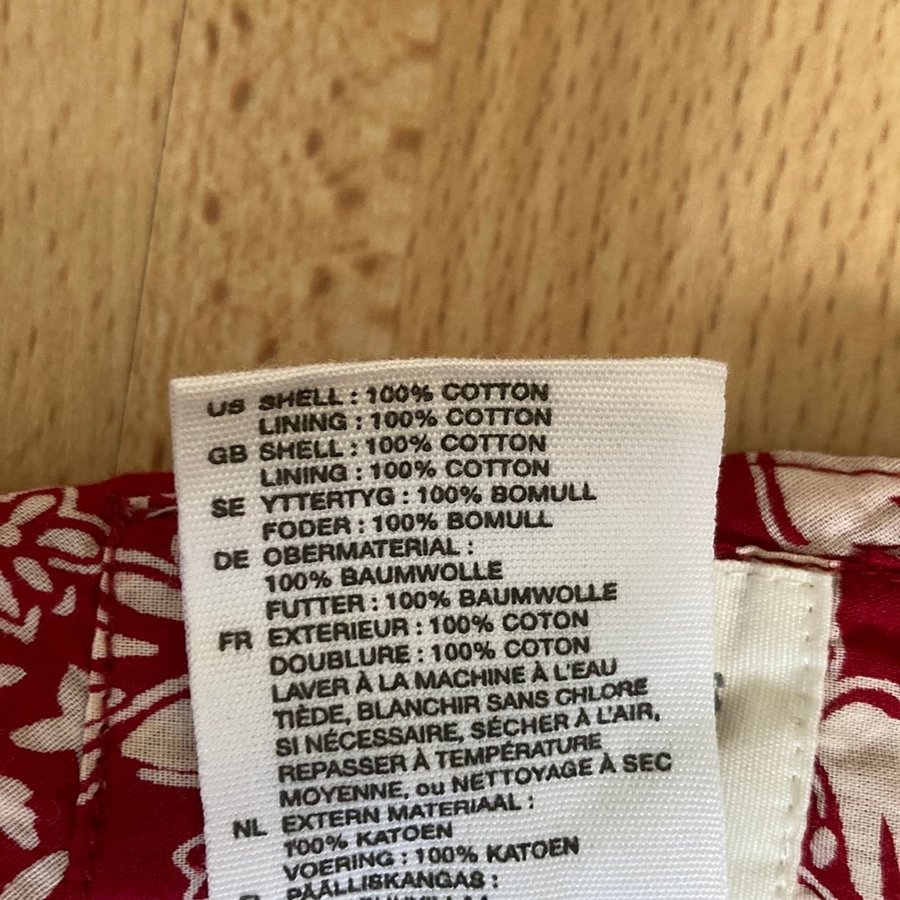 US SHELL : 100% COTTON
LINING : 100% COTTON
GB SHELL : 100% COTTON
LINING : 100% COTTON
SE YTTERTYG : 100% BOMULL
FODER : 100% BOMULL
DE OBERMATERIAL :
100% BAUMWOLLE
FUTTER : 100% BAUMWOLLE
FR EXTERIEUR : 100% COTON
DOUBLURE : 100% COTON
LAVER À LA MACHINE À L'EAU
TIÈDE, BLANCHIR SANS CHLORE
SI NÉCESSAIRE, SÉCHER À L'AIR,
REPASSER À TEMPÉRATURE
MOYENNE, ou NETTOYAGE À SEC
NL EXTERN MATERIAAL :
100% KATOEN
VOERING : 100% KATOEN
PÄÄLLISKANGAS :